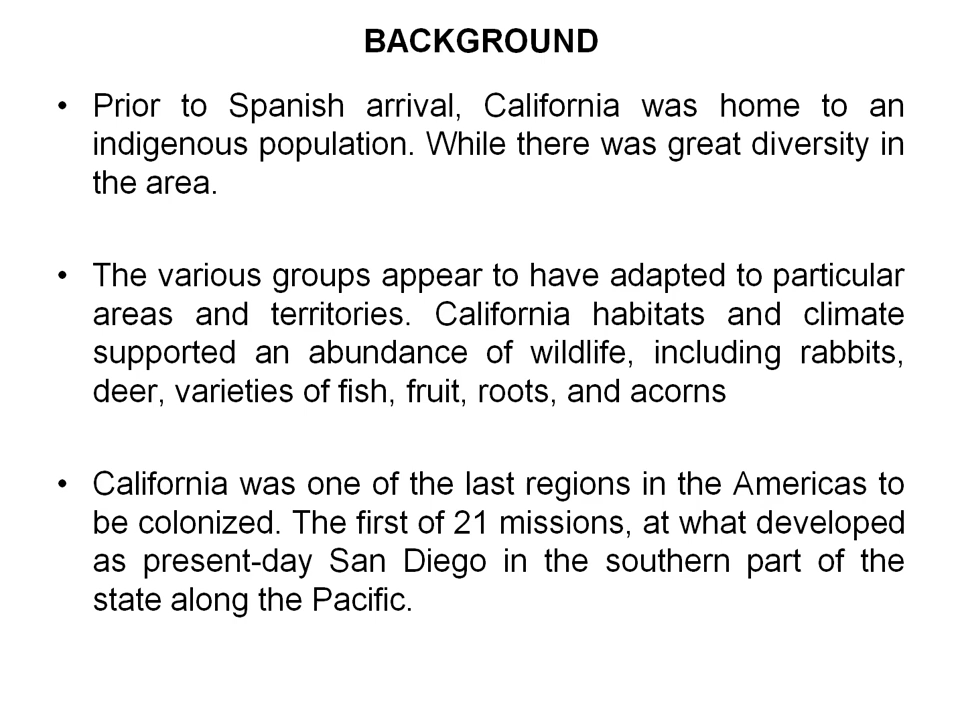 BACKGROUND
• Prior to Spanish arrival, California was home to an
indigenous population. While there was great diversity in
the area.
• The various groups appear to have adapted to particular
areas and territories. California habitats and climate
supported an abundance of wildlife, including rabbits,
deer, varieties of fish, fruit, roots, and acorns
• California was one of the last regions in the Americas to
be colonized. The first of 21 missions, at what developed
as present-day San Diego in the southern part of the
state along the Pacific.